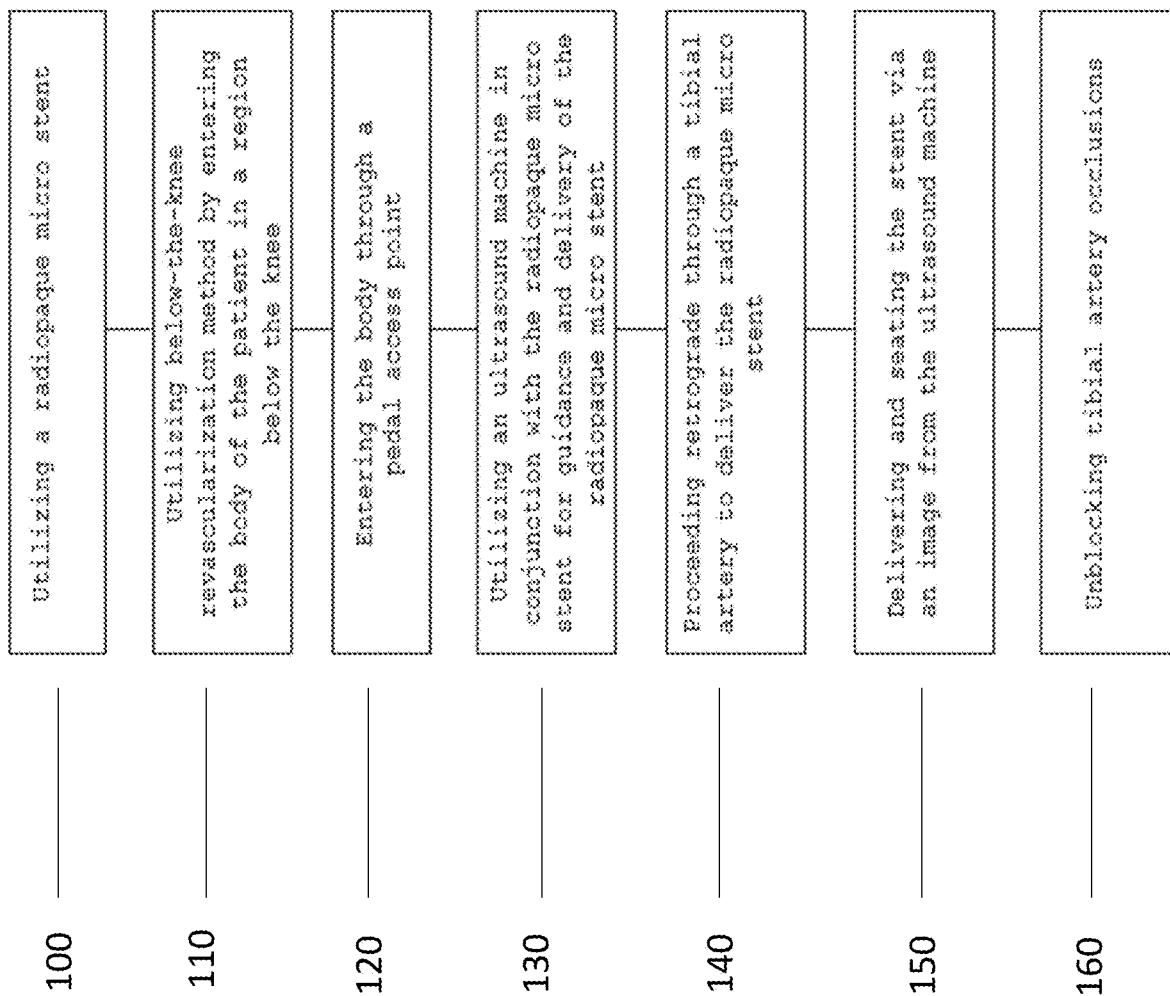 100
Utilizing a radiopaque micro stent
110
Utilizing below-the-knee
revascularization method by entering
the body of the patient in a region
below the knee
120
Entering the body through a
pedal access point
130
Utilizing an ultrasound machine in
conjunction with the radiopaque micro
stent for guidance and delivery of the
radiopaque micro stent
140
Proceeding retrograde through a tibial
artery to deliver the radiopaque micro
stent
150
Delivering and seating the stent via
an image from the ultrasound machine
160
Unblocking tibial artery occlusions